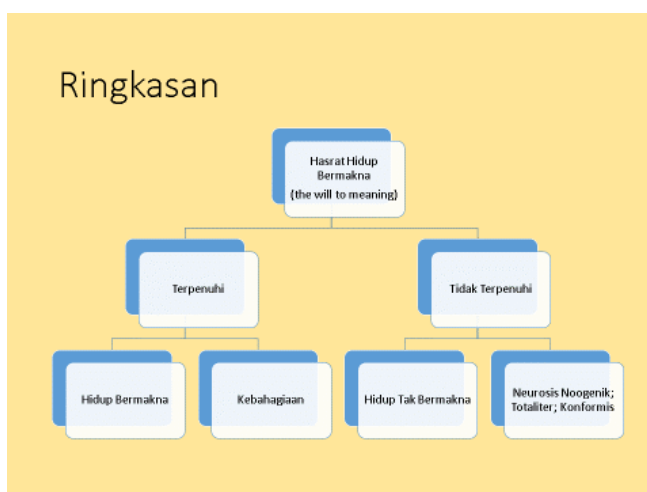 Ringkasan
Hasrat Hidup
Bermakna
(the will to meaning)
Terpenuhi
Tidak Terpenuhi
Hidup Bermakna
Kebahagiaan
Hidup Tak Bermakna
Neurosis Noogenik;
Totaliter; Konformis